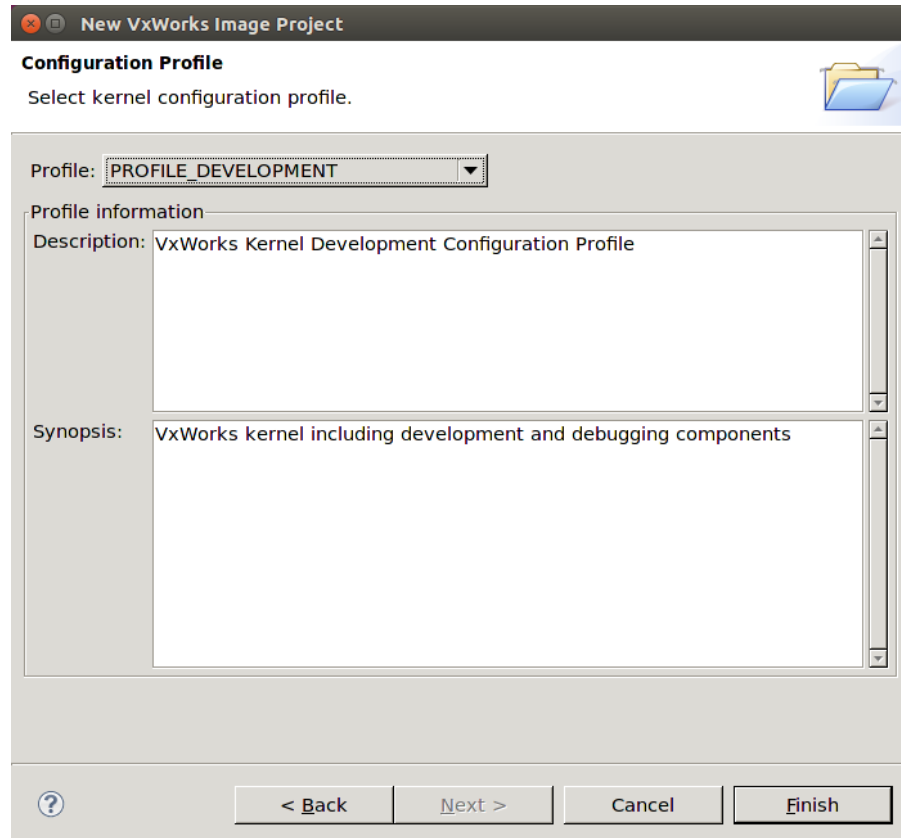 New VxWorks Image Project
Configuration Profile
Select kernel configuration profile.
Profile: PROFILE_DEVELOPMENT
Profile information
Description: VxWorks Kernel Development Configuration Profile
Synopsis: VxWorks kernel including development and debugging components
? < Back Next > Cancel Finish